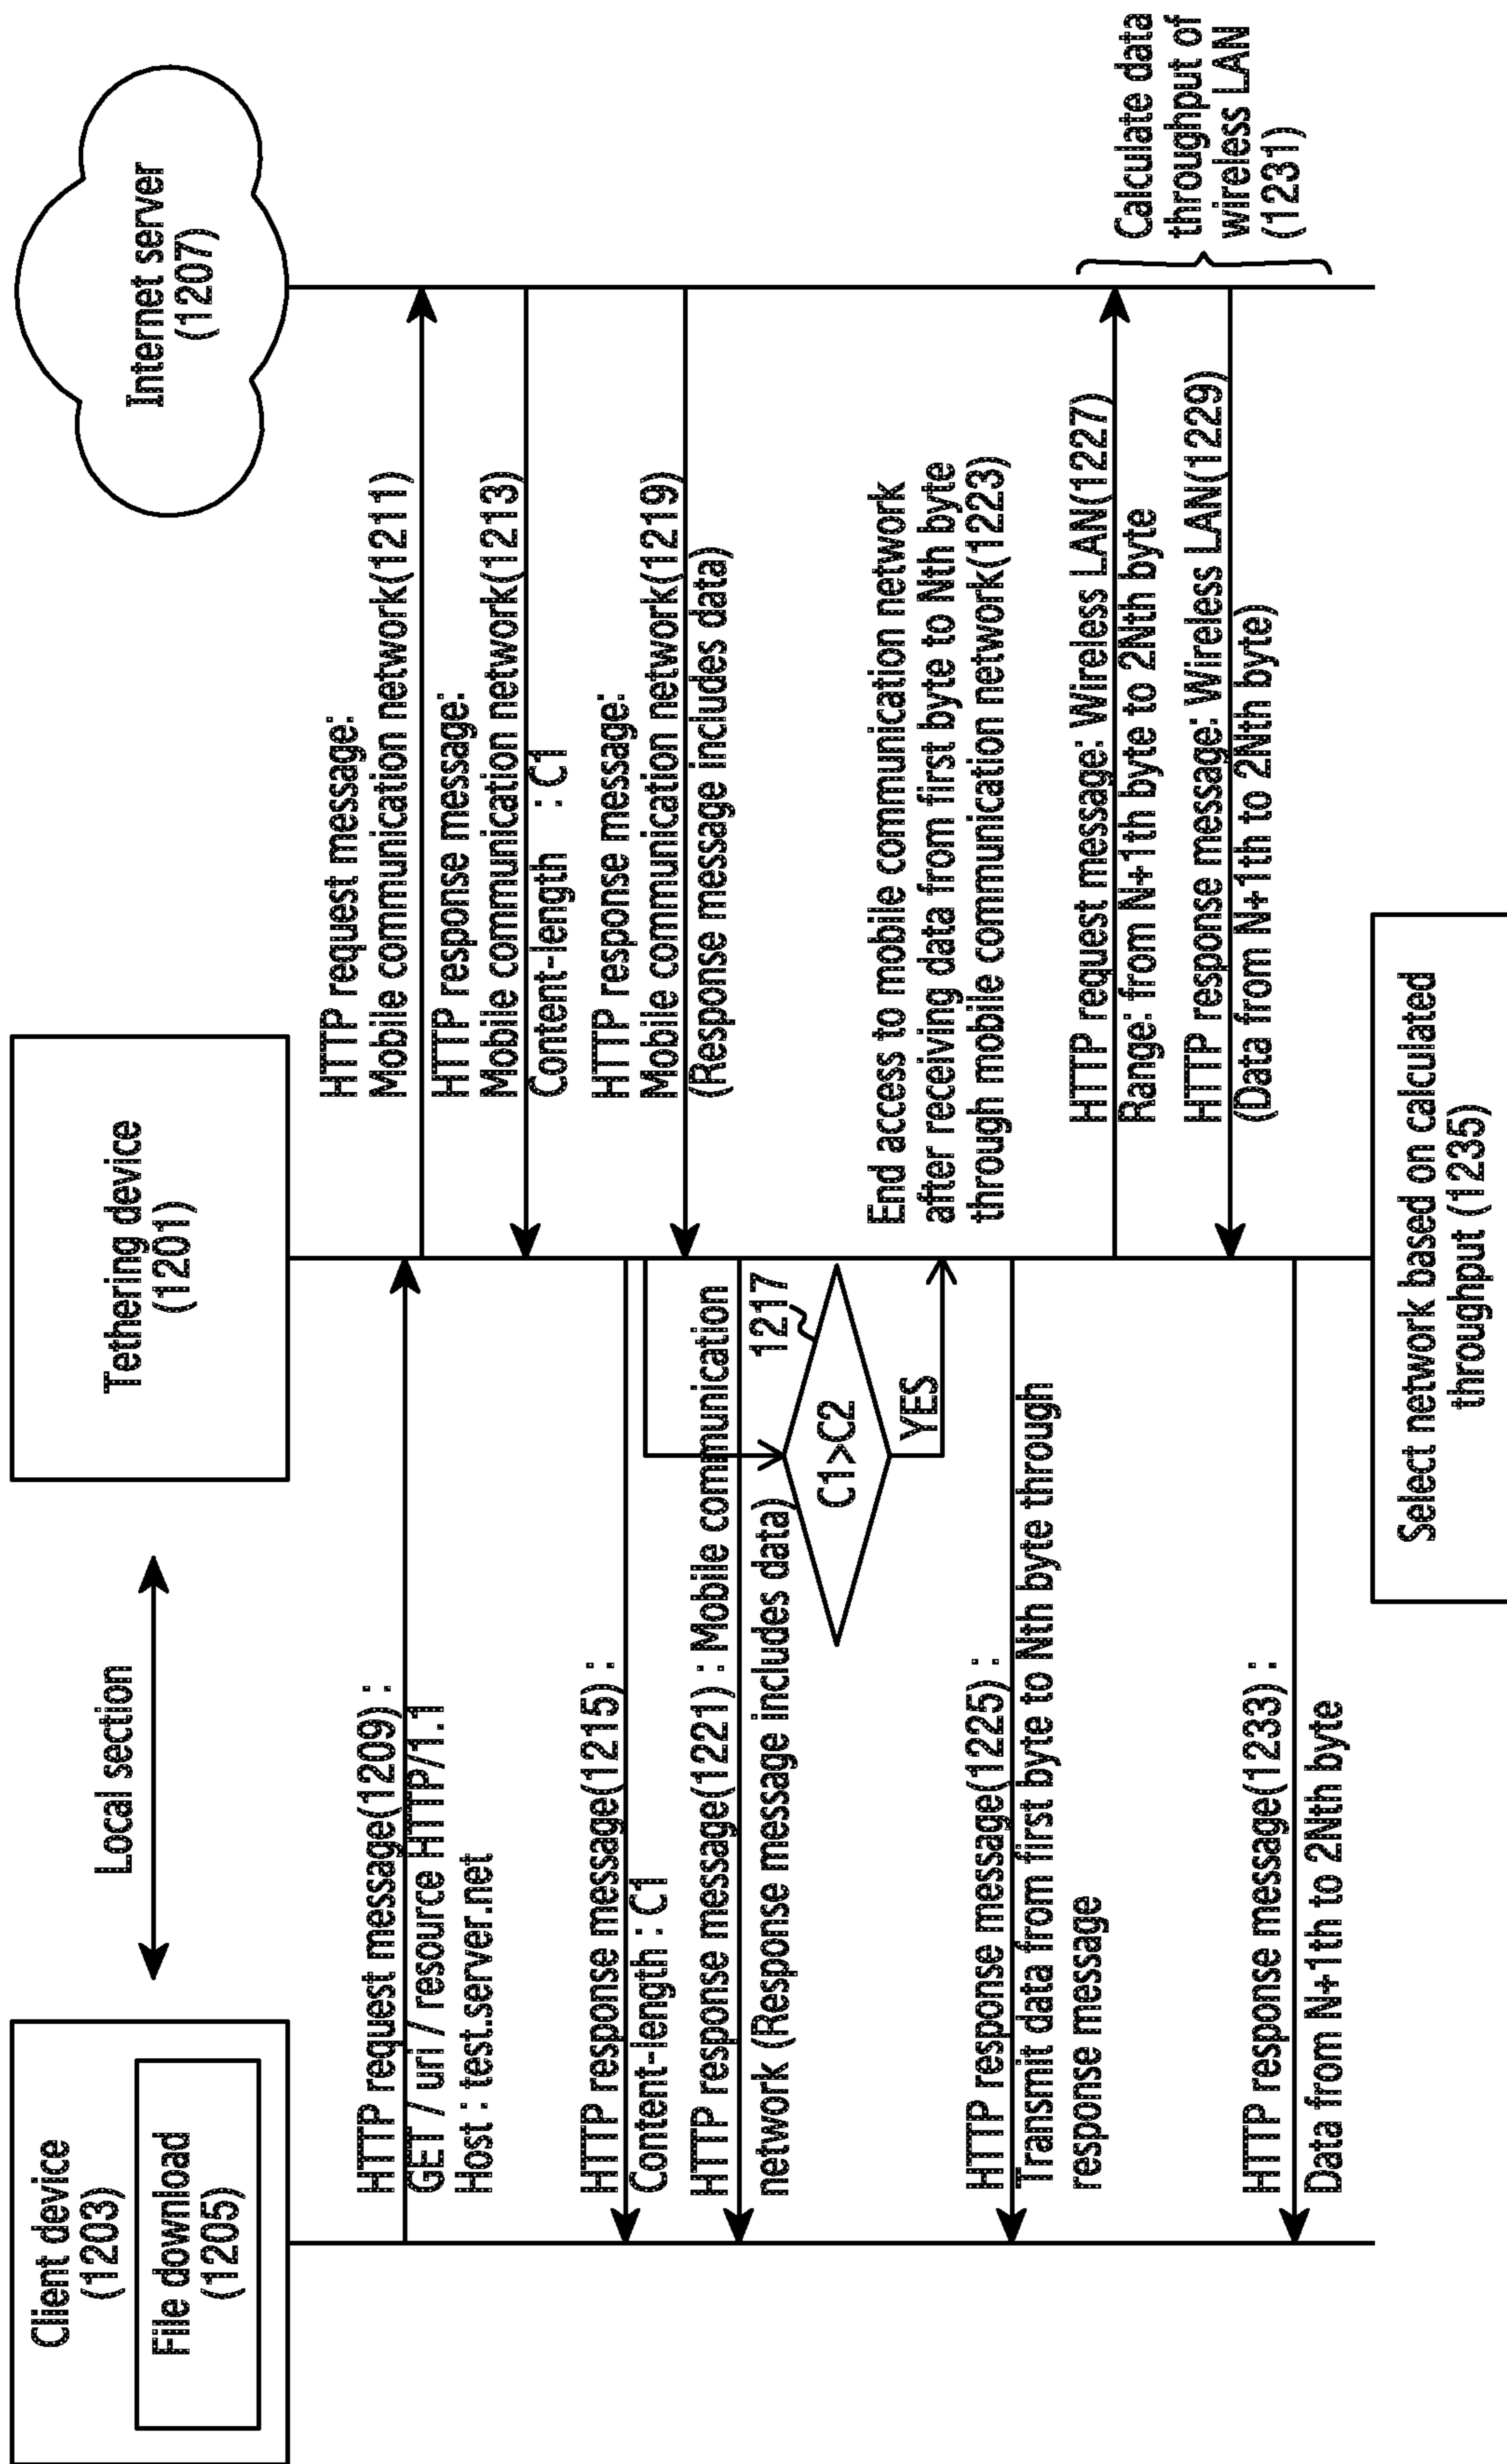 Client device
(1203)
File download
(1205)
Local section
Tethering device
(1201)
Internet server
(1207)
HTTP request message(1209) :
GET / uri / resource HTTP/1.1
Host : test.server.net
HTTP request message:
Mobile communication network(1211)
HTTP response message:
Mobile communication network(1213)
Content-length : C1
HTTP response message(1215) :
Content-length : C1
HTTP response message:
Mobile communication network(1219)
(Response message includes data)
HTTP response message(1221) : Mobile communication
network (Response message includes data)
1217
C1>C2
YES
End access to mobile communication network
after receiving data from first byte to Nth byte
through mobile communication network(1223)
HTTP response message(1225) :
Transmit data from first byte to Nth byte through
response message
HTTP request message: Wireless LAN(1227)
Range: from N+1th byte to 2Nth byte
HTTP response message: Wireless LAN(1229)
(Data from N+1th to 2Nth byte)
Calculate data
throughput of
wireless LAN
(1231)
HTTP response message(1233) :
Data from N+1th to 2Nth byte
Select network based on calculated
throughput (1235)